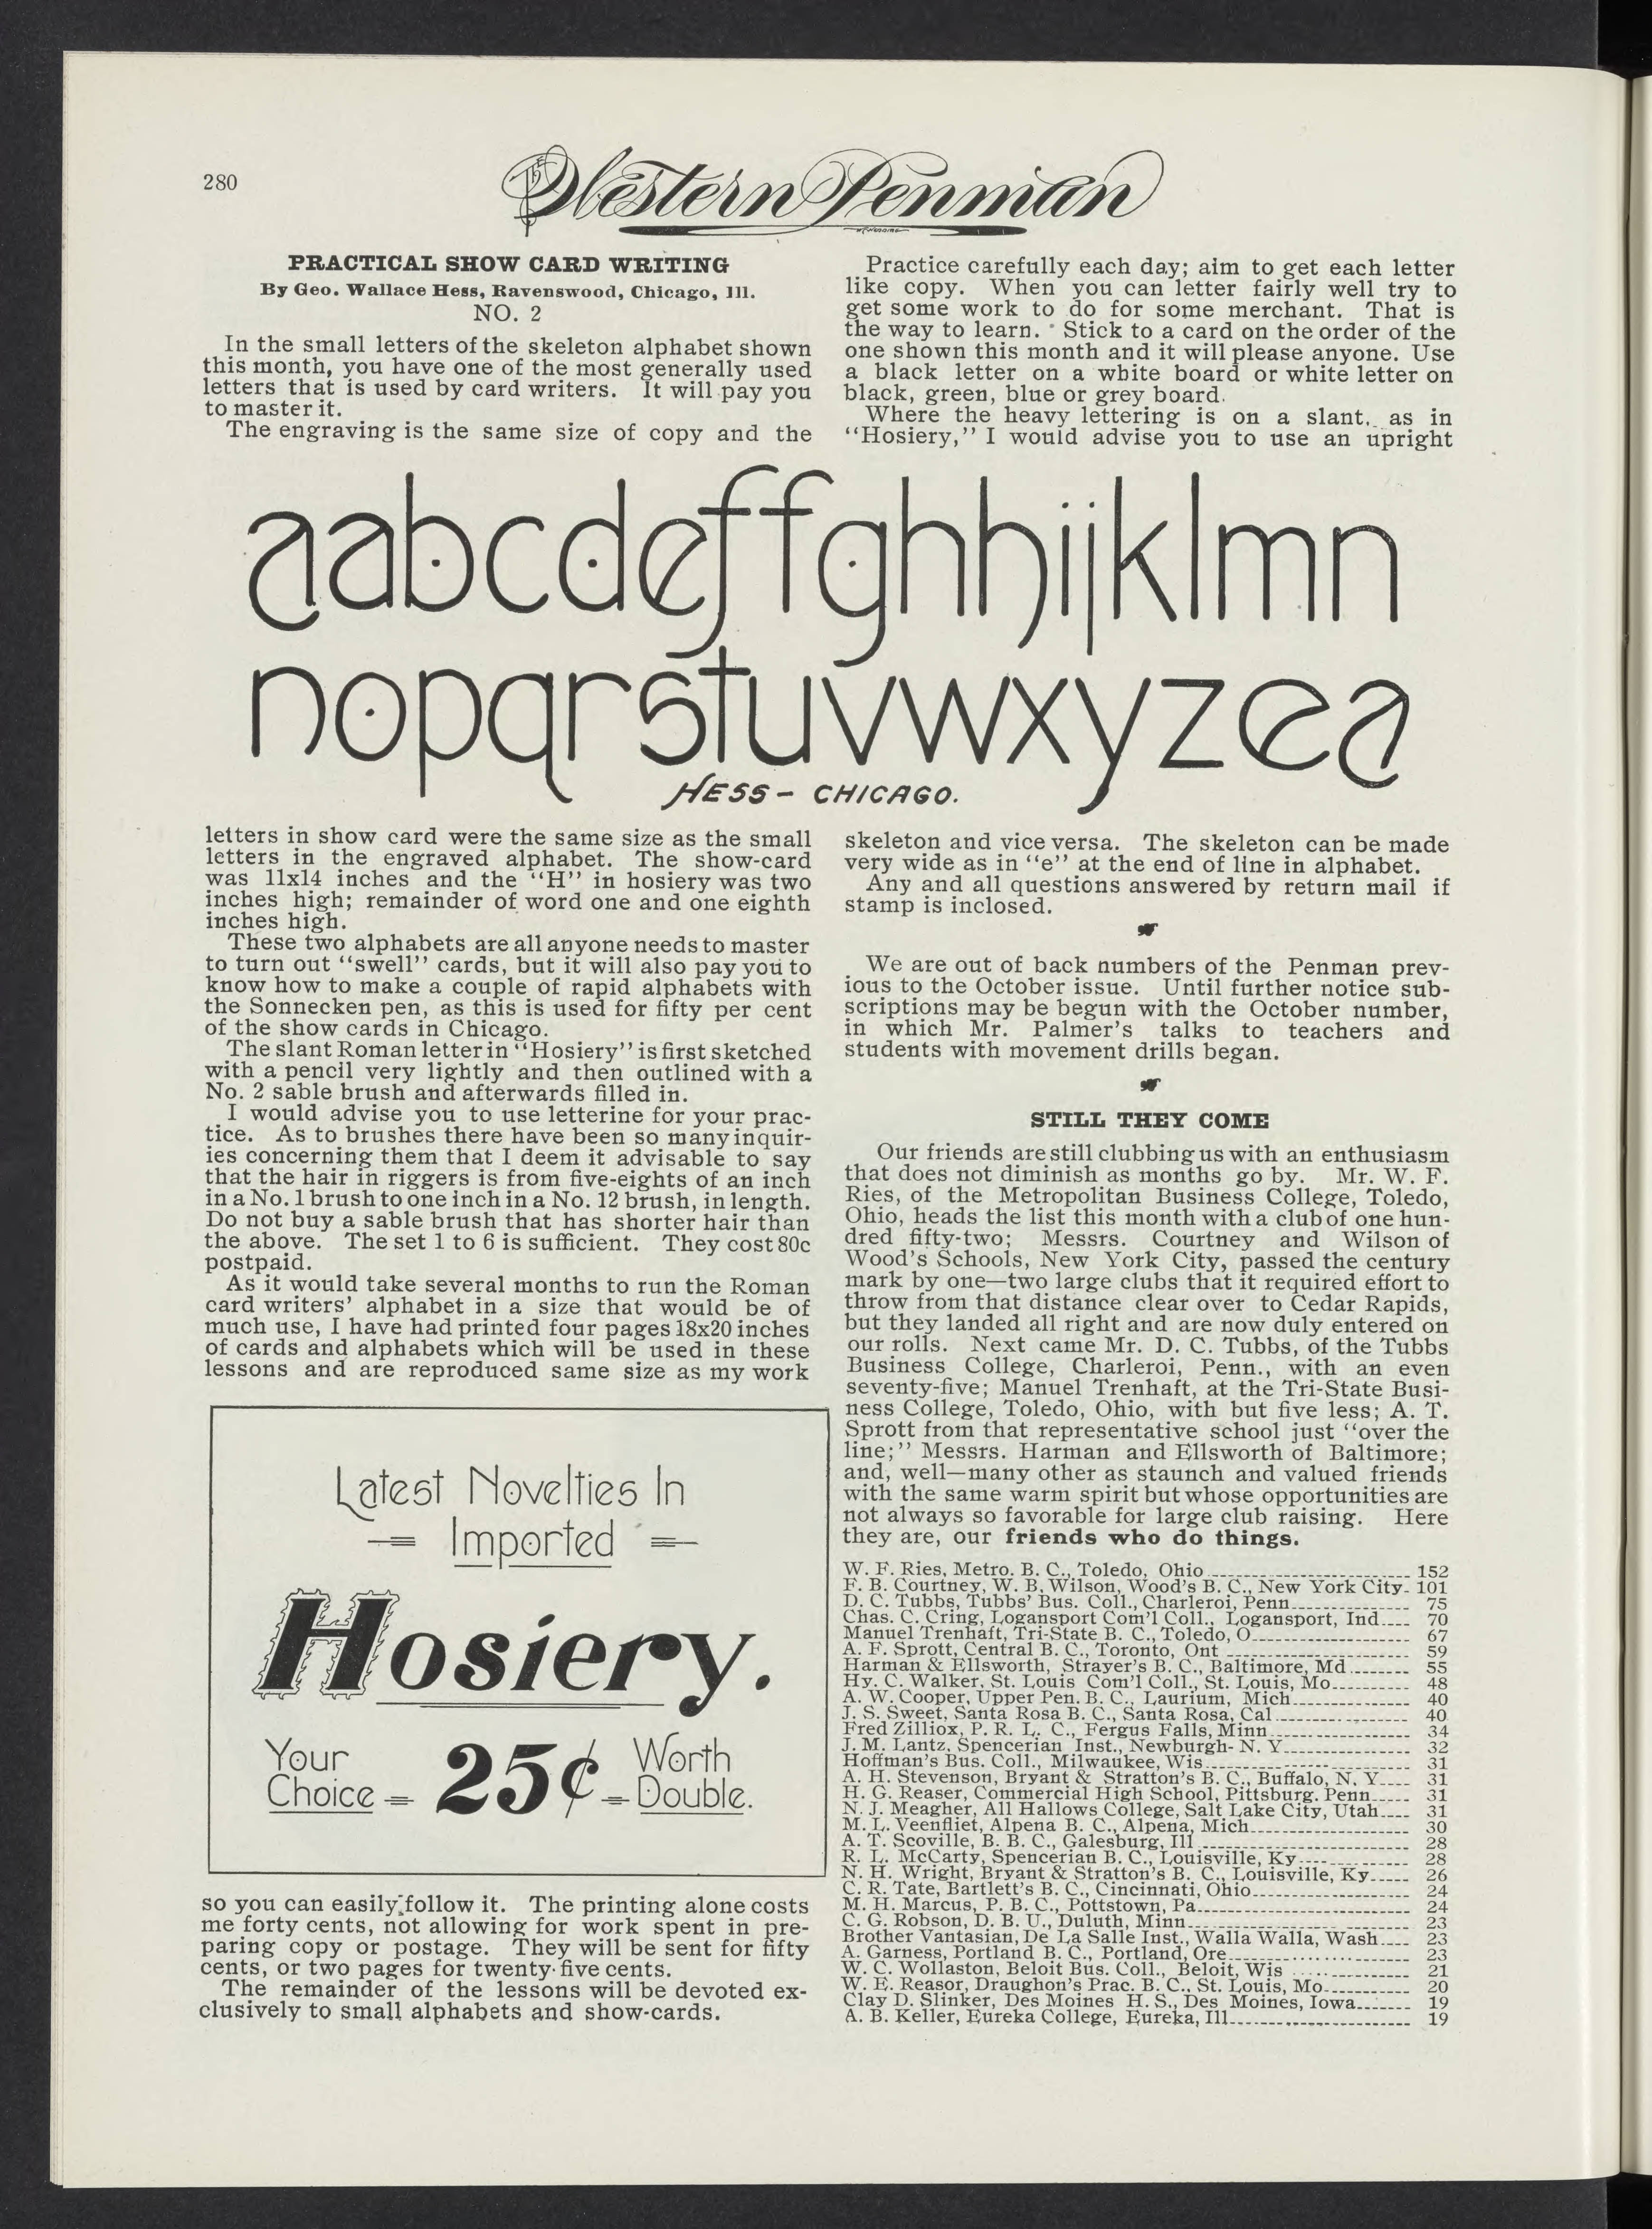 280
The Western Penman
PRACTICAL SHOW CARD WRITING
By Geo. Wallace Hess, Ravenswood, Chicago, Ill.
NO. 2
In the small letters of the skeleton alphabet shown
this month, you have one of the most generally used
letters that is used by card writers. It will pay you
to master it.
The engraving is the same size of copy and the
Practice carefully each day; aim to get each letter
like copy. When you can letter fairly well try to
get some work to do for some merchant. That is
the way to learn. Stick to a card on the order of the
one shown this month and it will please anyone. Use
a black letter on a white board or white letter on
black, green, blue or grey board.
Where the heavy lettering is on a slant, as in
“Hosiery,” I would advise you to use an upright
aabcdeffghhijklmn
nopqrstuvwxyzea
HESS - CHICAGO.
letters in show card were the same size as the small
letters in the engraved alphabet. The show-card
was 11x14 inches and the “H” in hosiery was two
inches high; remainder of word one and one eighth
inches high.
These two alphabets are all anyone needs to master
to turn out “swell” cards, but it will also pay you to
know how to make a couple of rapid alphabets with
the Sonnecken pen, as this is used for fifty per cent
of the show cards in Chicago.
The slant Roman letter in “Hosiery” is first sketched
with a pencil very lightly and then outlined with a
No. 2 sable brush and afterwards filled in.
I would advise you to use letterine for your prac-
tice. As to brushes there have been so many inquir-
ies concerning them that I deem it advisable to say
that the hair in riggers is from five-eights of an inch
in a No. 1 brush to one inch in a No. 12 brush, in length.
Do not buy a sable brush that has shorter hair than
the above. The set 1 to 6 is sufficient. They cost 80c
postpaid.
As it would take several months to run the Roman
card writers’ alphabet in a size that would be of
much use, I have had printed four pages 18x20 inches
of cards and alphabets which will be used in these
lessons and are reproduced same size as my work
Latest Novelties In
Imported
Hosiery.
Your Choice = 25¢ = Worth Double.
so you can easily follow it. The printing alone costs
me forty cents, not allowing for work spent in pre-
paring copy or postage. They will be sent for fifty
cents, or two pages for twenty-five cents.
The remainder of the lessons will be devoted ex-
clusively to small alphabets and show-cards.
skeleton and vice versa. The skeleton can be made
very wide as in “e” at the end of line in alphabet.
Any and all questions answered by return mail if
stamp is inclosed.
We are out of back numbers of the Penman prev-
ious to the October issue. Until further notice sub-
scriptions may be begun with the October number,
in which Mr. Palmer’s talks to teachers and
students with movement drills began.
STILL THEY COME
Our friends are still clubbing us with an enthusiasm
that does not diminish as months go by. Mr. W. F.
Ries, of the Metropolitan Business College, Toledo,
Ohio, heads the list this month with a club of one hun-
dred fifty-two; Messrs. Courtney and Wilson of
Wood’s Schools, New York City, passed the century
mark by one—two large clubs that it required effort to
throw from that distance clear over to Cedar Rapids,
but they landed all right and are now duly entered on
our rolls. Next came Mr. D. C. Tubbs, of the Tubbs
Business College, Charleroi, Penn., with an even
seventy-five; Manuel Trenhaft, at the Tri-State Busi-
ness College, Toledo, Ohio, with but five less; A. T.
Sprott from that representative school just “over the
line;” Messrs. Harman and Ellsworth of Baltimore;
and, well—many other as staunch and valued friends
with the same warm spirit but whose opportunities are
not always so favorable for large club raising. Here
they are, our friends who do things.
W. F. Ries, Metro. B. C., Toledo, Ohio 152
F. B. Courtney, W. B. Wilson, Wood’s B. C., New York City 101
D. C. Tubbs, Tubbs’ Bus. Coll., Charleroi, Penn 75
Chas. C. Cring, Logansport Com’l Coll., Logansport, Ind 70
Manuel Trenhaft, Tri-State B. C., Toledo, O 67
A. F. Sprott, Central B. C., Toronto, Ont 59
Harman & Ellsworth, Strayer’s B. C., Baltimore, Md 55
Hy. C. Walker, St. Louis Com’l Coll., St. Louis, Mo 48
A. W. Cooper, Upper Pen. B. C., Laurium, Mich 40
J. S. Sweet, Santa Rosa B. C., Santa Rosa, Cal 40
Fred Zilliox, P. R. L. C., Fergus Falls, Minn 34
J. M. Lantz, Spencerian Inst., Newburgh- N. Y 32
Hoffman’s Bus. Coll., Milwaukee, Wis 31
A. H. Stevenson, Bryant & Stratton’s B. C., Buffalo, N. Y 31
H. G. Reaser, Commercial High School, Pittsburg. Penn 31
N. J. Meagher, All Hallows College, Salt Lake City, Utah 31
M. L. Veenfliet, Alpena B. C., Alpena, Mich 30
A. T. Scoville, B. B. C., Galesburg, Ill 28
R. L. McCarty, Spencerian B. C., Louisville, Ky 28
N. H. Wright, Bryant & Stratton’s B. C., Louisville, Ky 26
C. R. Tate, Bartlett’s B. C., Cincinnati, Ohio 24
M. H. Marcus, P. B. C., Pottstown, Pa 24
C. G. Robson, D. B. U., Duluth, Minn 23
Brother Vantasian, De La Salle Inst., Walla Walla, Wash 23
A. Garness, Portland B. C., Portland, Ore 23
W. C. Wollaston, Beloit Bus. Coll., Beloit, Wis 21
W. E. Reasor, Draughon’s Prac. B. C., St. Louis, Mo 20
Clay D. Slinker, Des Moines H. S., Des Moines, Iowa 19
A. B. Keller, Eureka College, Eureka, Ill 19